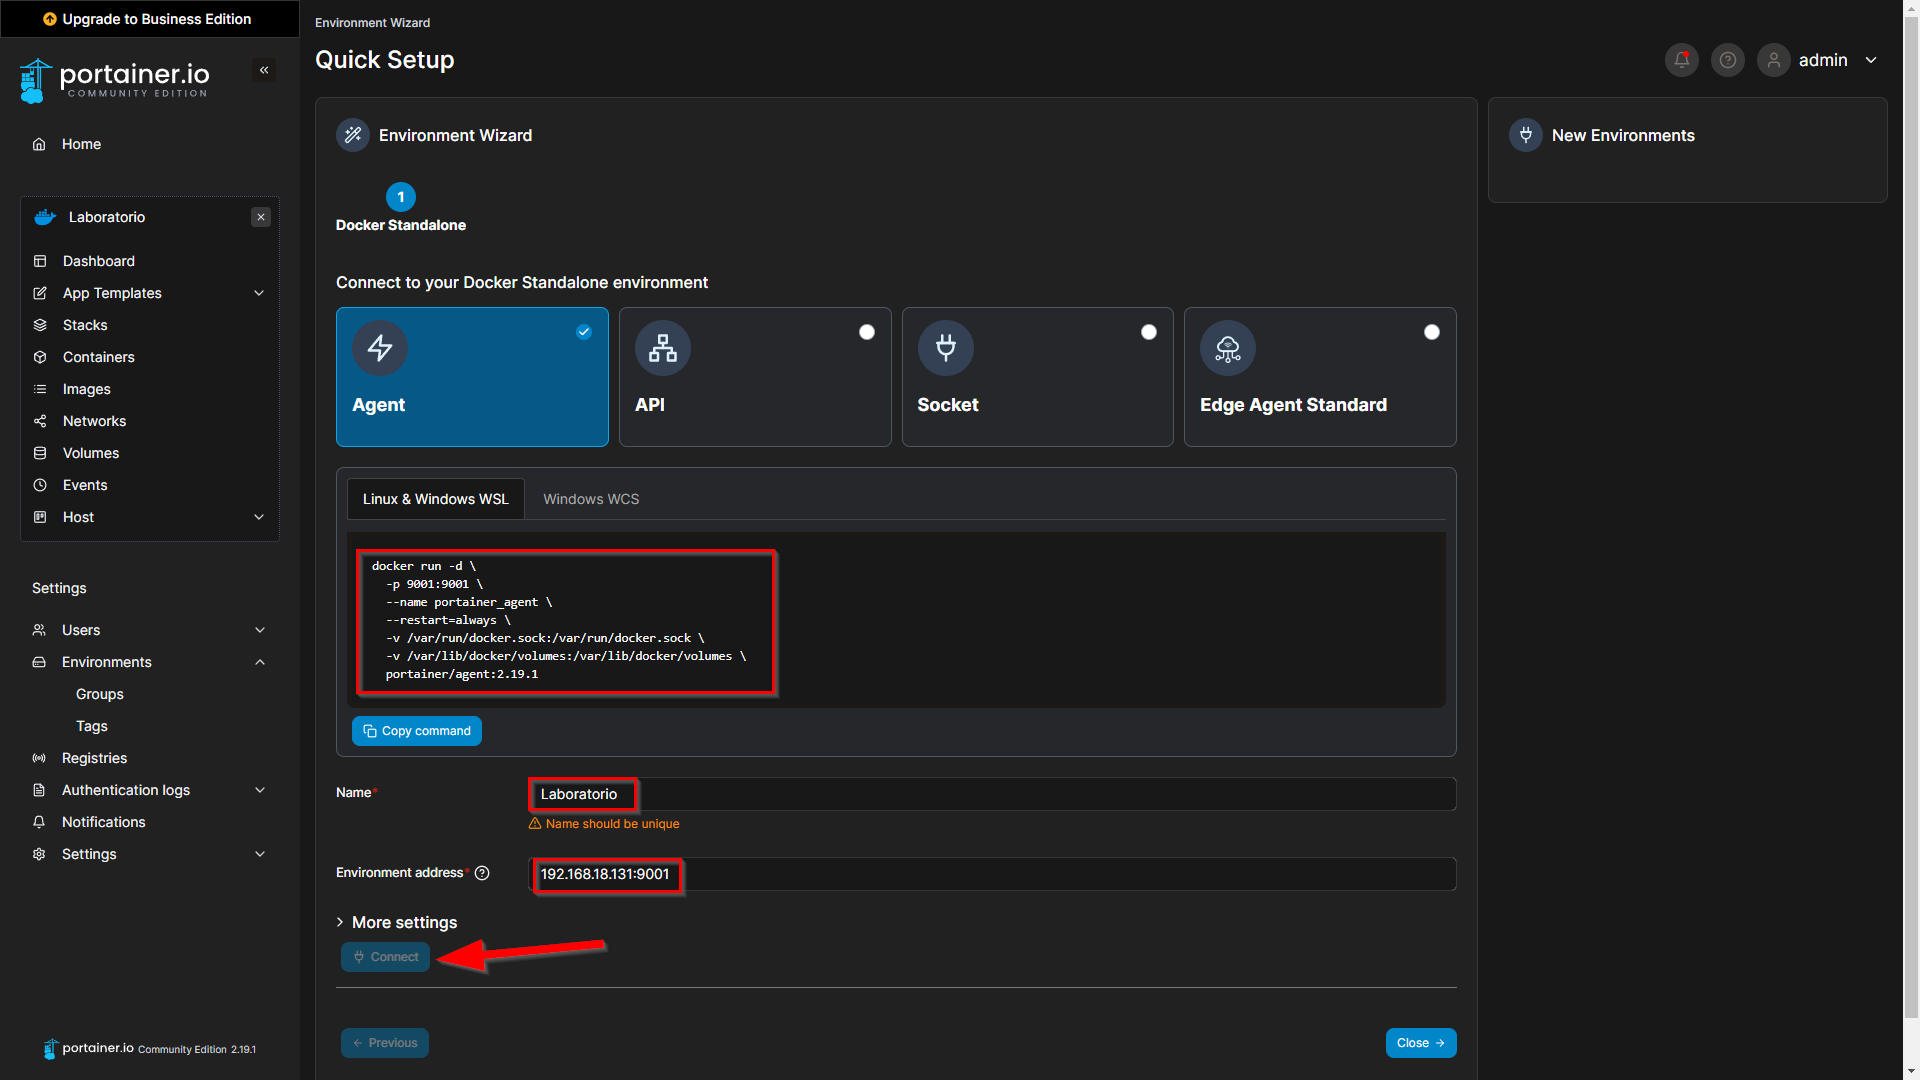 Upgrade to Business Edition
portainer.io
COMMUNITY EDITION
Home
Laboratorio
Dashboard
App Templates
Stacks
Containers
Images
Networks
Volumes
Events
Host
Settings
Users
Environments
Groups
Tags
Registries
Authentication logs
Notifications
Settings
portainer.io Community Edition 2.19.1
Environment Wizard
Quick Setup
admin
Environment Wizard
1
Docker Standalone
Connect to your Docker Standalone environment
Agent
API
Socket
Edge Agent Standard
Linux & Windows WSL
Windows WCS
docker run -d \
-p 9001:9001 \
--name portainer_agent \
--restart=always \
-v /var/run/docker.sock:/var/run/docker.sock \
-v /var/lib/docker/volumes:/var/lib/docker/volumes \
portainer/agent:2.19.1
Copy command
Name*
Laboratorio
Name should be unique
Environment address*
192.168.18.131:9001
More settings
Connect
Previous
Close
New Environments